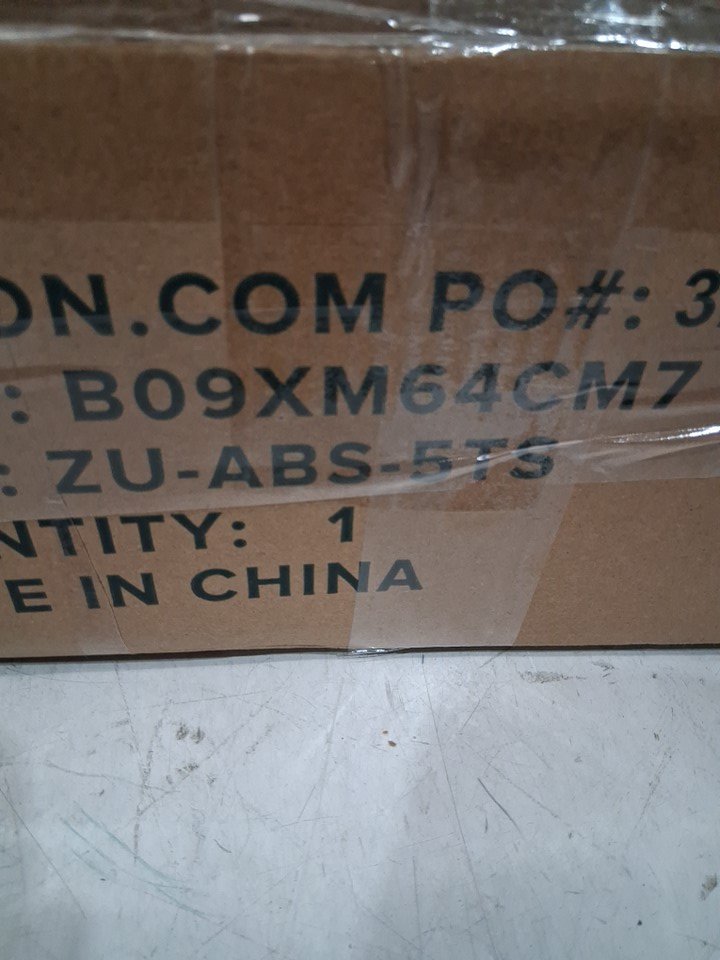 ON.COM PO#: 3
: B09XM64CM7
: ZU-ABS-5TS
NTITY: 1
E IN CHINA